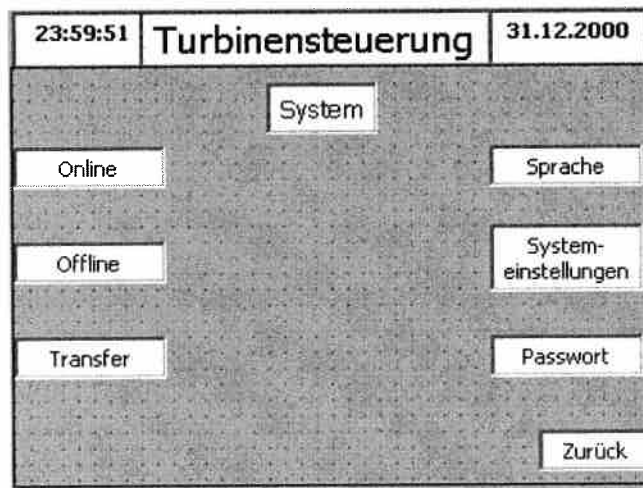 23:59:51 Turbinensteuerung 31.12.2000
System
Online
Sprache
Offline
System-
einstellungen
Transfer
Passwort
Zurück